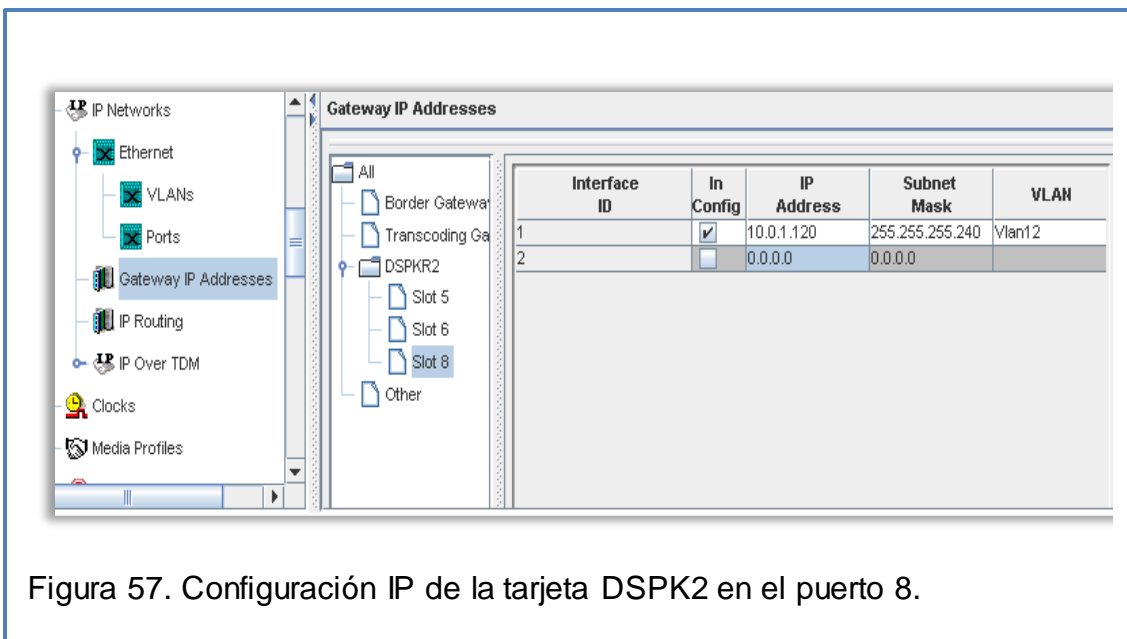 IP Networks
Ethernet
VLANs
Ports
Gateway IP Addresses
IP Routing
IP Over TDM
Clocks
Media Profiles
Gateway IP Addresses
All
Border Gateway
Transcoding Ga
DSPKR2
Slot 5
Slot 6
Slot 8
Other
Interface ID In Config IP Address Subnet Mask VLAN
1 10.0.1.120 255.255.255.240 Vlan12
2 0.0.0.0 0.0.0.0
Figura 57. Configuración IP de la tarjeta DSPK2 en el puerto 8.